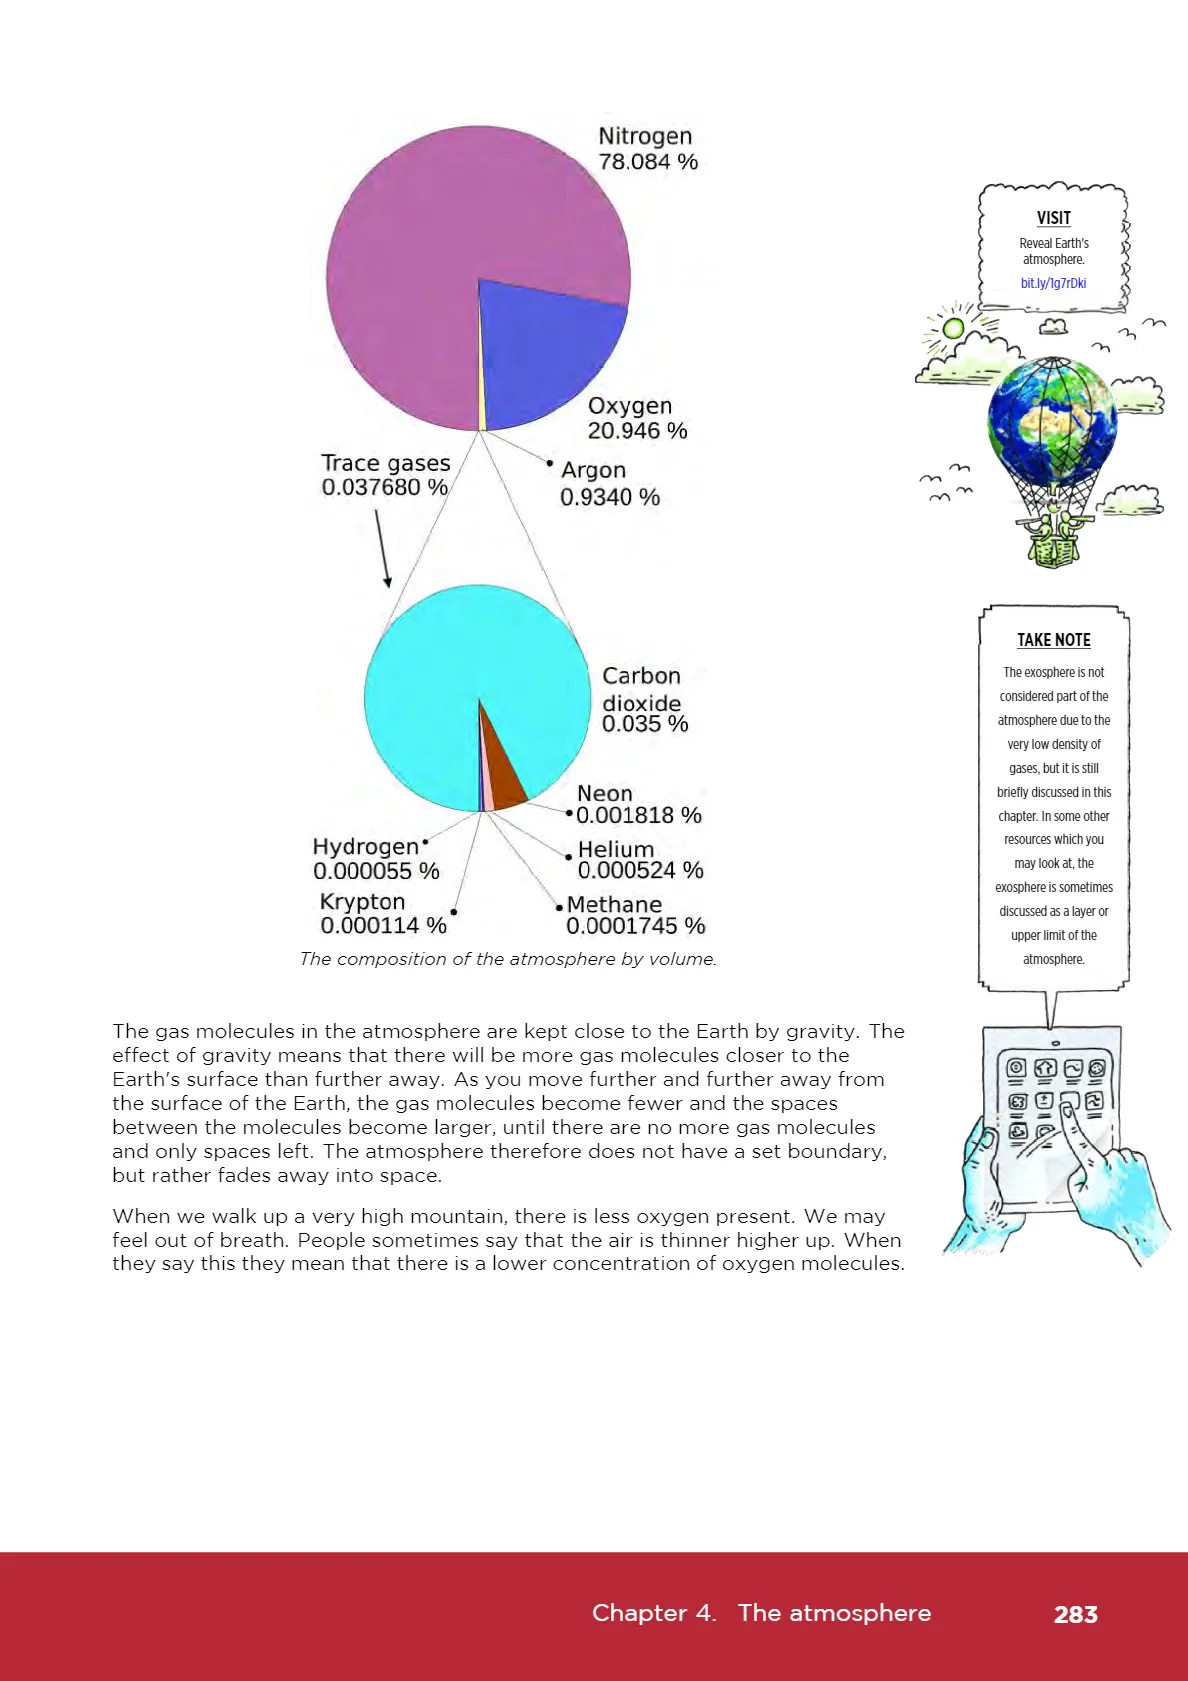 Nitrogen
78.084 %
Oxygen
20.946 %
Trace gases
0.037680 %
Argon
0.9340 %
Carbon
dioxide
0.035 %
Neon
0.001818 %
Hydrogen
0.000055 %
Helium
0.000524 %
Krypton
0.000114 %
Methane
0.0001745 %
The composition of the atmosphere by volume.
The gas molecules in the atmosphere are kept close to the Earth by gravity. The
effect of gravity means that there will be more gas molecules closer to the
Earth's surface than further away. As you move further and further away from
the surface of the Earth, the gas molecules become fewer and the spaces
between the molecules become larger, until there are no more gas molecules
and only spaces left. The atmosphere therefore does not have a set boundary,
but rather fades away into space.
When we walk up a very high mountain, there is less oxygen present. We may
feel out of breath. People sometimes say that the air is thinner higher up. When
they say this they mean that there is a lower concentration of oxygen molecules.
VISIT
Reveal Earth's
atmosphere.
bit.ly/1g7rDki
TAKE NOTE
The exosphere is not
considered part of the
atmosphere due to the
very low density of
gases, but it is still
briefly discussed in this
chapter. In some other
resources which you
may look at, the
exosphere is sometimes
discussed as a layer or
upper limit of the
atmosphere.
Chapter 4. The atmosphere 283